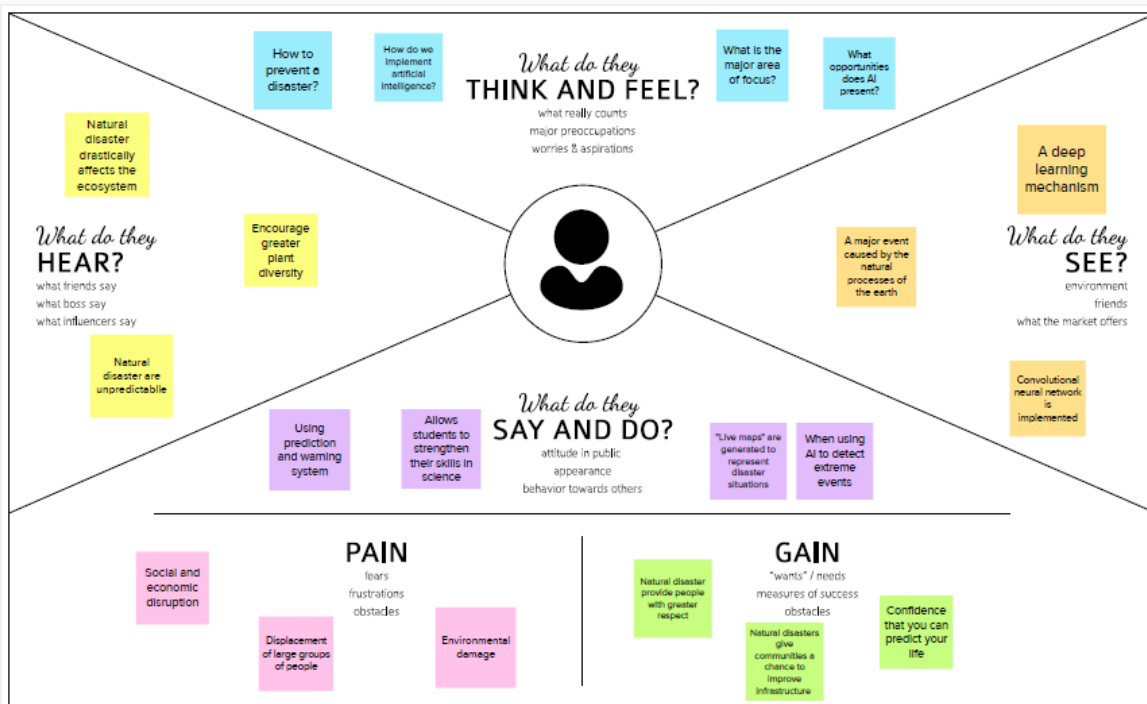 How to
prevent a
disaster?
How do we
implement
artificial
intelligence?
What do they
THINK AND FEEL?
what really counts
major preoccupations
worries & aspirations
What is the
major area
of focus?
What
opportunities
does AI
present?
Natural
disaster
drastically
affects the
ecosystem
What do they
HEAR?
what friends say
what boss say
what influencers say
Encourage
greater
plant
diversity
Natural
disaster are
unpredictablle
A deep
learning
mechanism
A major event
caused by the
natural
processes of
the earth
What do they
SEE?
environment
friends
what the market offers
Convolutional
neural network
is
implemented
Using
prediction
and warning
system
Allows
students to
strengthen
their skills in
science
What do they
SAY AND DO?
attitude in public
appearance
behavior towards others
"Live maps" are
generated to
represent
disaster
situations
When using
AI to detect
extreme
events
PAIN
fears
frustrations
obstacles
Social and
economic
disruption
Displacement
of large groups
of people
Environmental
damage
GAIN
"wants" / needs
measures of success
obstacles
Natural disaster
provide people
with greater
respect
Natural disasters
give
communities a
chance to
improve
infrastructure
Confidence
that you can
predict your
life